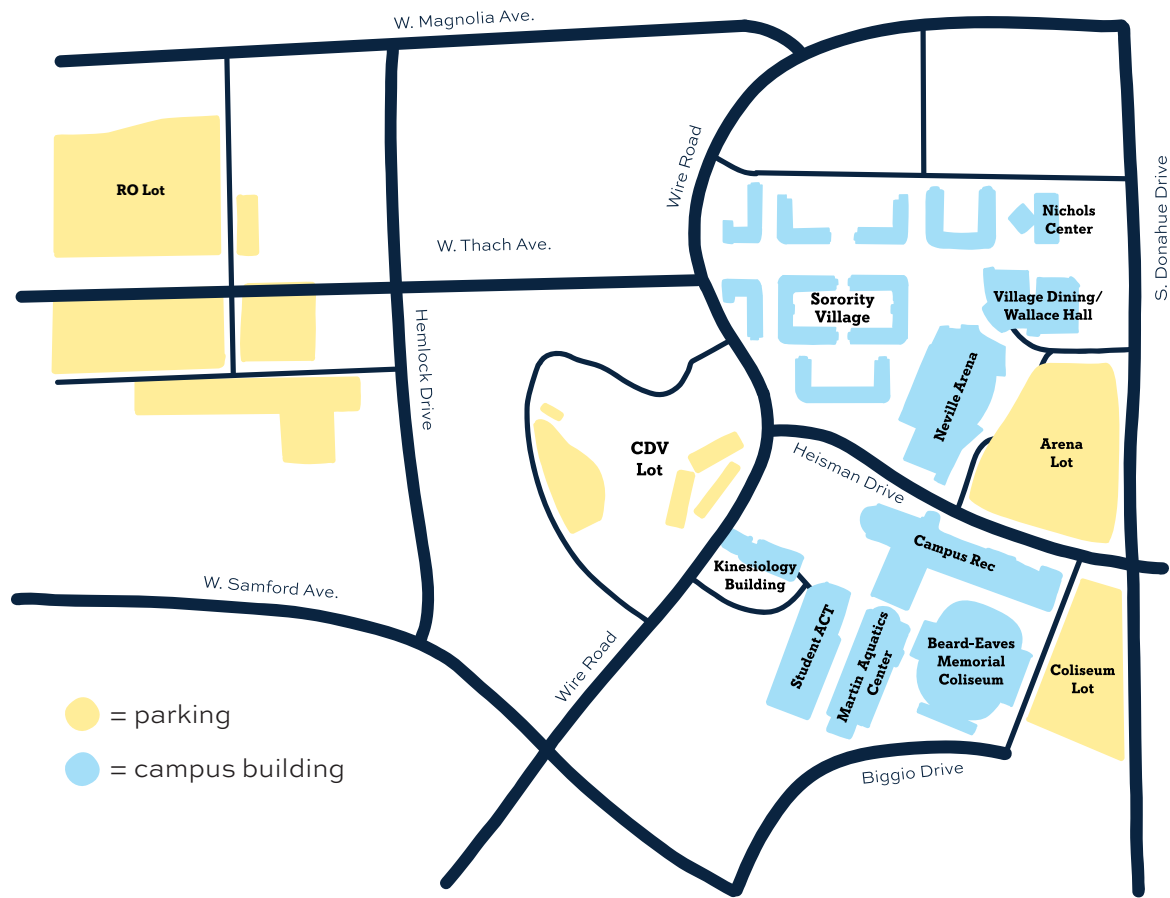 W. Magnolia Ave.
Wire Road
S. Donahue Drive
RO Lot
Nichols
Center
W. Thach Ave.
Sorority
Village
Village Dining/
Wallace Hall
Hemlock Drive
Neville Arena
CDV
Lot
Arena
Lot
Heisman Drive
Campus Rec
Kinesiology
Building
W. Samford Ave.
Student ACT
Martin Aquatics
Center
Beard-Eaves
Memorial
Coliseum
Coliseum
Lot
Wire Road
= parking
= campus building
Biggio Drive